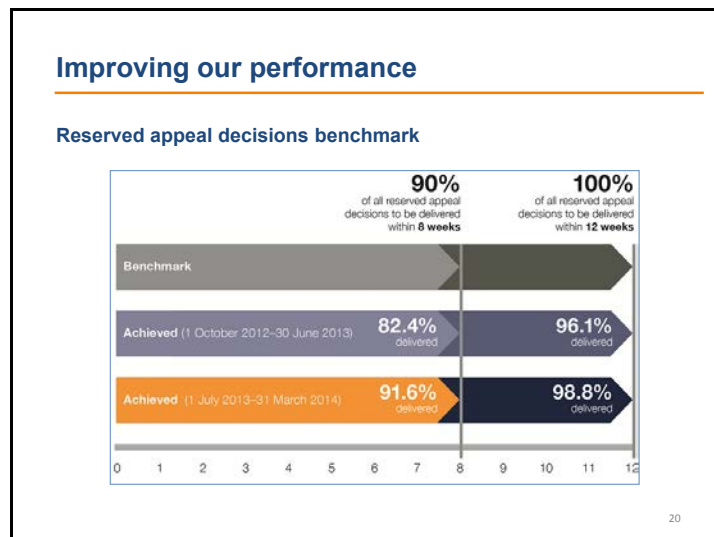 Improving our performance
Reserved appeal decisions benchmark
90%
of all reserved appeal
decisions to be delivered
within 8 weeks
100%
of all reserved appeal
decisions to be delivered
within 12 weeks
Benchmark
Achieved (1 October 2012–30 June 2013)
82.4%
delivered
96.1%
delivered
Achieved (1 July 2013–31 March 2014)
91.6%
delivered
98.8%
delivered
0 1 2 3 4 5 6 7 8 9 10 11 12
20